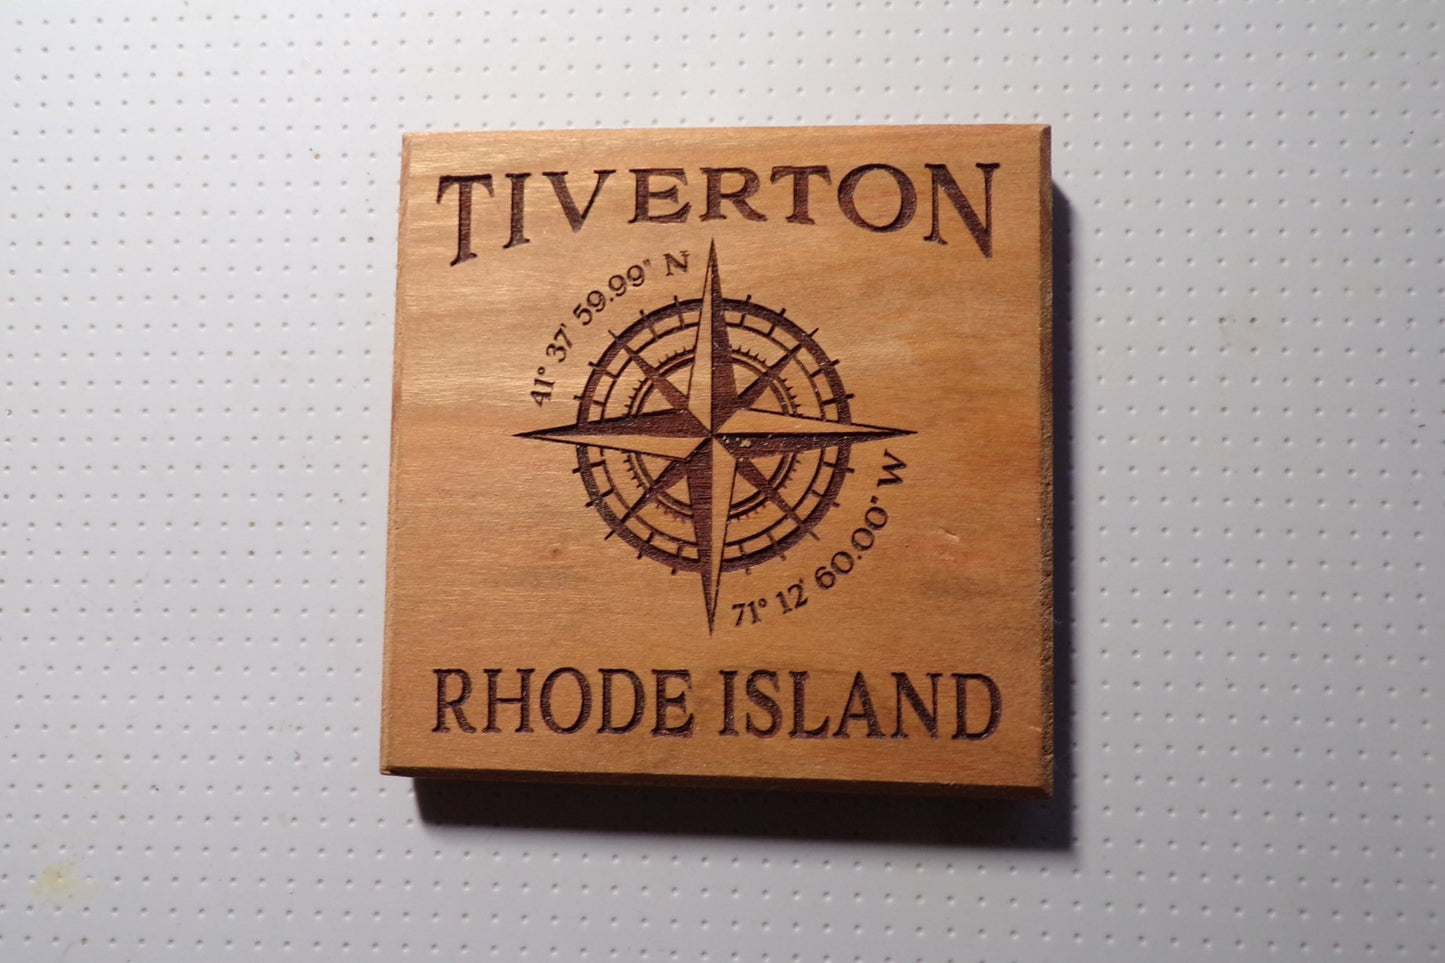 TIVERTON
41° 37' 59.99" N
71° 12' 60.00" W
RHODE ISLAND